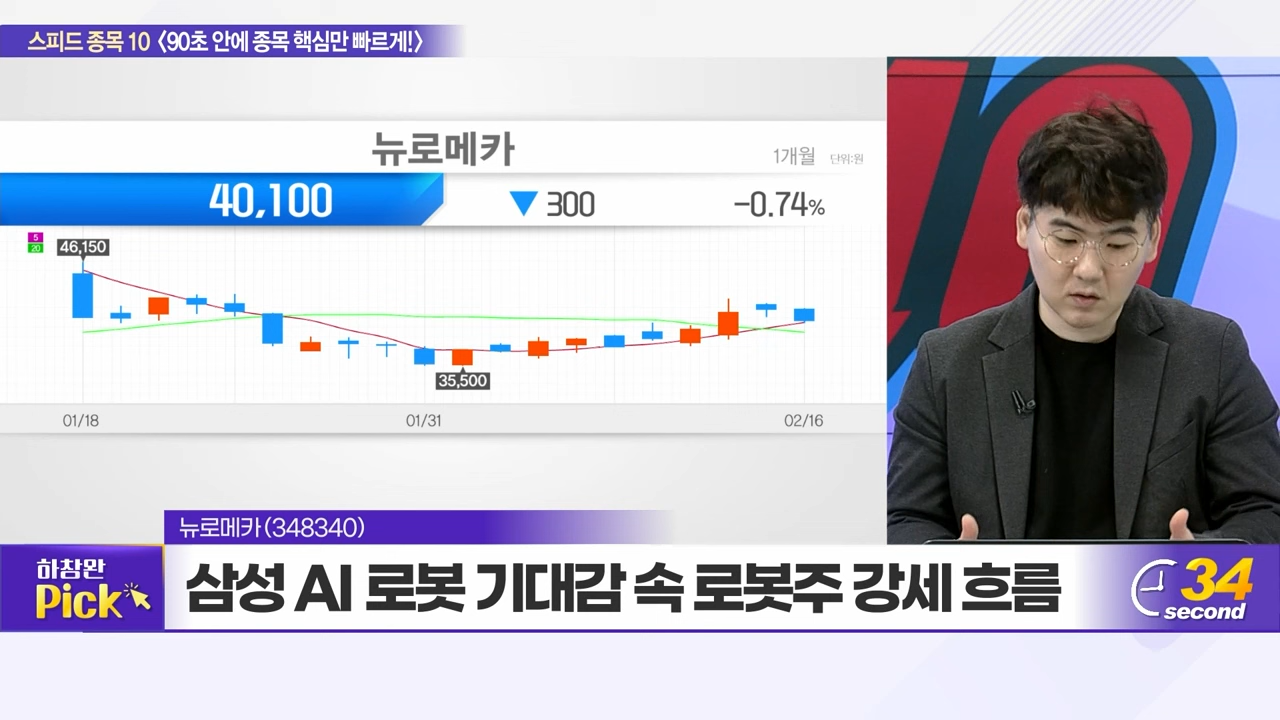 스피드 종목 10 〈90초 안에 종목 핵심만 빠르게!〉
뉴로메카
1개월 단위:원
40,100 ▼ 300 -0.74%
5
20
46,150
35,500
01/18 01/31 02/16
뉴로메카(348340)
하창완
Pick
삼성 AI 로봇 기대감 속 로봇주 강세 흐름
34
second